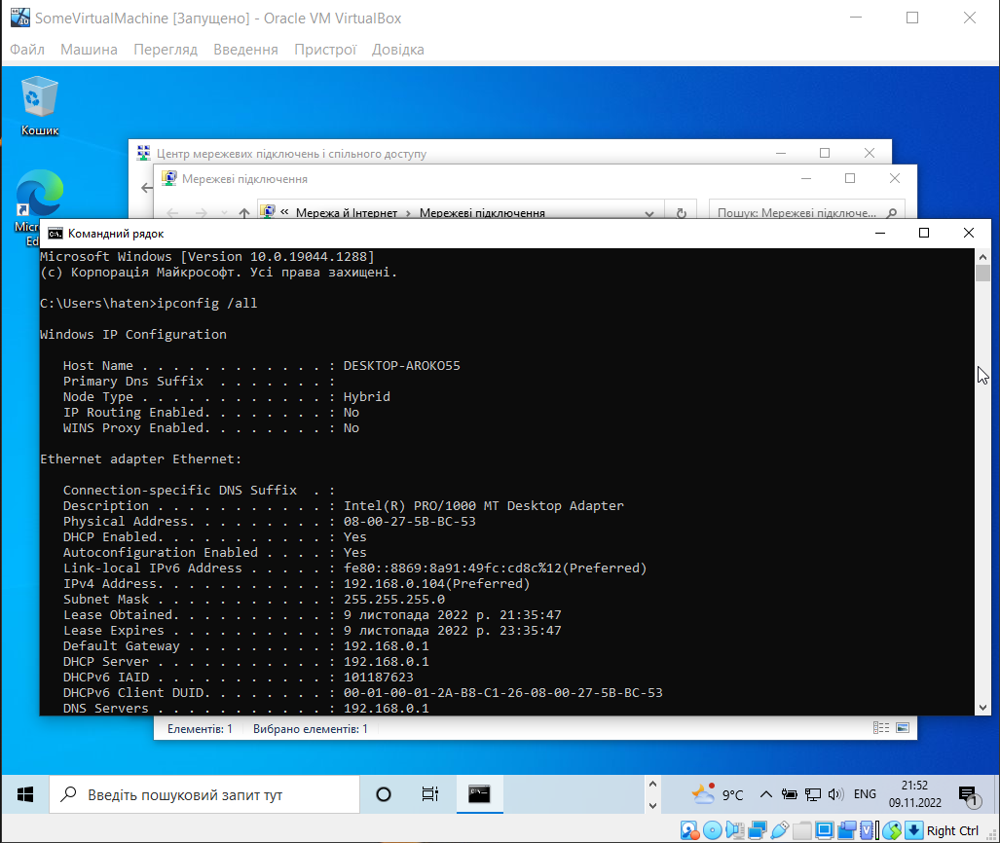 SomeVirtualMachine [Запущено] - Oracle VM VirtualBox
Файл Машина Перегляд Введення Пристрої Довідка
Кошик
Центр мережевих підключень і спільного доступу
Мережеві підключення
« Мережа й Інтернет › Мережеві підключення
Пошук: Мережеві підключе...
Micr
Ed
Командний рядок
Microsoft Windows [Version 10.0.19044.1288]
(c) Корпорація Майкрософт. Усі права захищені.
C:\Users\haten>ipconfig /all
Windows IP Configuration
Host Name . . . . . . . . . . . . : DESKTOP-AROKO55
Primary Dns Suffix  . . . . . . . :
Node Type . . . . . . . . . . . . : Hybrid
IP Routing Enabled. . . . . . . . : No
WINS Proxy Enabled. . . . . . . . : No
Ethernet adapter Ethernet:
Connection-specific DNS Suffix  . :
Description . . . . . . . . . . . : Intel(R) PRO/1000 MT Desktop Adapter
Physical Address. . . . . . . . . : 08-00-27-5B-BC-53
DHCP Enabled. . . . . . . . . . . : Yes
Autoconfiguration Enabled . . . . : Yes
Link-local IPv6 Address . . . . . : fe80::8869:8a91:49fc:cd8c%12(Preferred)
IPv4 Address. . . . . . . . . . . : 192.168.0.104(Preferred)
Subnet Mask . . . . . . . . . . . : 255.255.255.0
Lease Obtained. . . . . . . . . . : 9 листопада 2022 р. 21:35:47
Lease Expires . . . . . . . . . . : 9 листопада 2022 р. 23:35:47
Default Gateway . . . . . . . . . : 192.168.0.1
DHCP Server . . . . . . . . . . . : 192.168.0.1
DHCPv6 IAID . . . . . . . . . . . : 101187623
DHCPv6 Client DUID. . . . . . . . : 00-01-00-01-2A-B8-C1-26-08-00-27-5B-BC-53
DNS Servers . . . . . . . . . . . : 192.168.0.1
Елементів: 1 Вибрано елементів: 1
Введіть пошуковий запит тут
9°C
ENG
21:52
09.11.2022
1
Right Ctrl